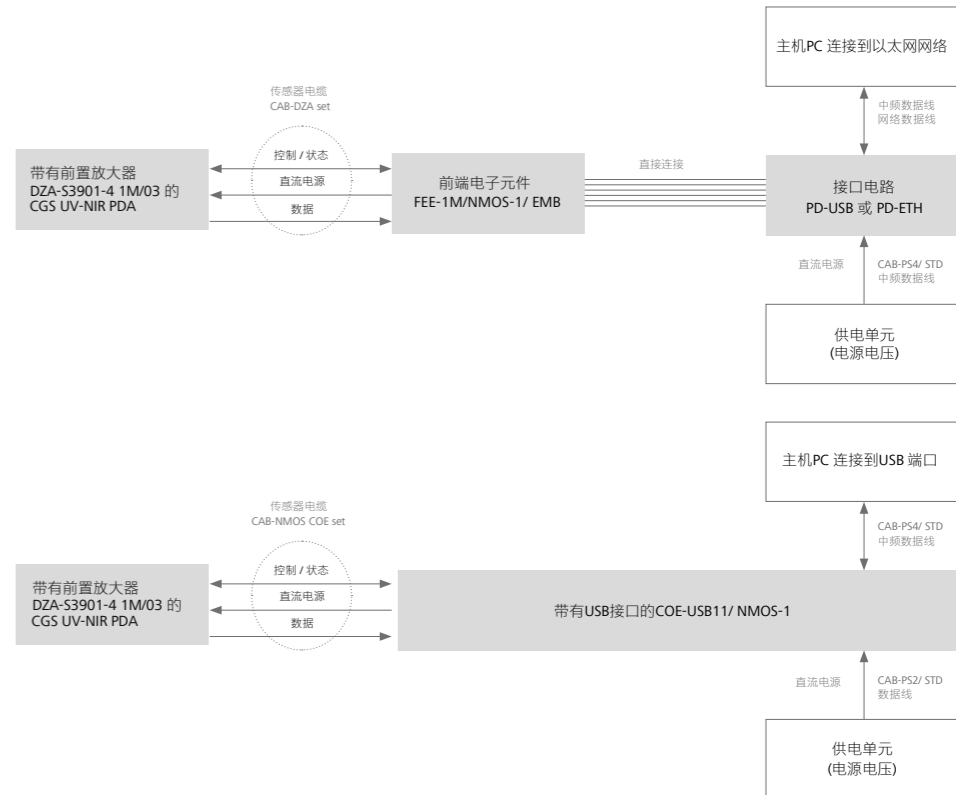 主机PC 连接到以太网网络
传感器电缆
CAB-DZA set
中频数据线
网络数据线
控制 / 状态
直流电源
数据
带有前置放大器
DZA-S3901-4 1M/03 的
CGS UV-NIR PDA
前端电子元件
FEE-1M/NMOS-1/ EMB
直接连接
接口电路
PD-USB 或 PD-ETH
直流电源
CAB-PS4/ STD
中频数据线
供电单元
(电源电压)
主机PC 连接到USB 端口
传感器电缆
CAB-NMOS COE set
CAB-PS4/ STD
中频数据线
控制 / 状态
直流电源
数据
带有前置放大器
DZA-S3901-4 1M/03 的
CGS UV-NIR PDA
带有USB接口的COE-USB11/ NMOS-1
直流电源
CAB-PS2/ STD
数据线
供电单元
(电源电压)